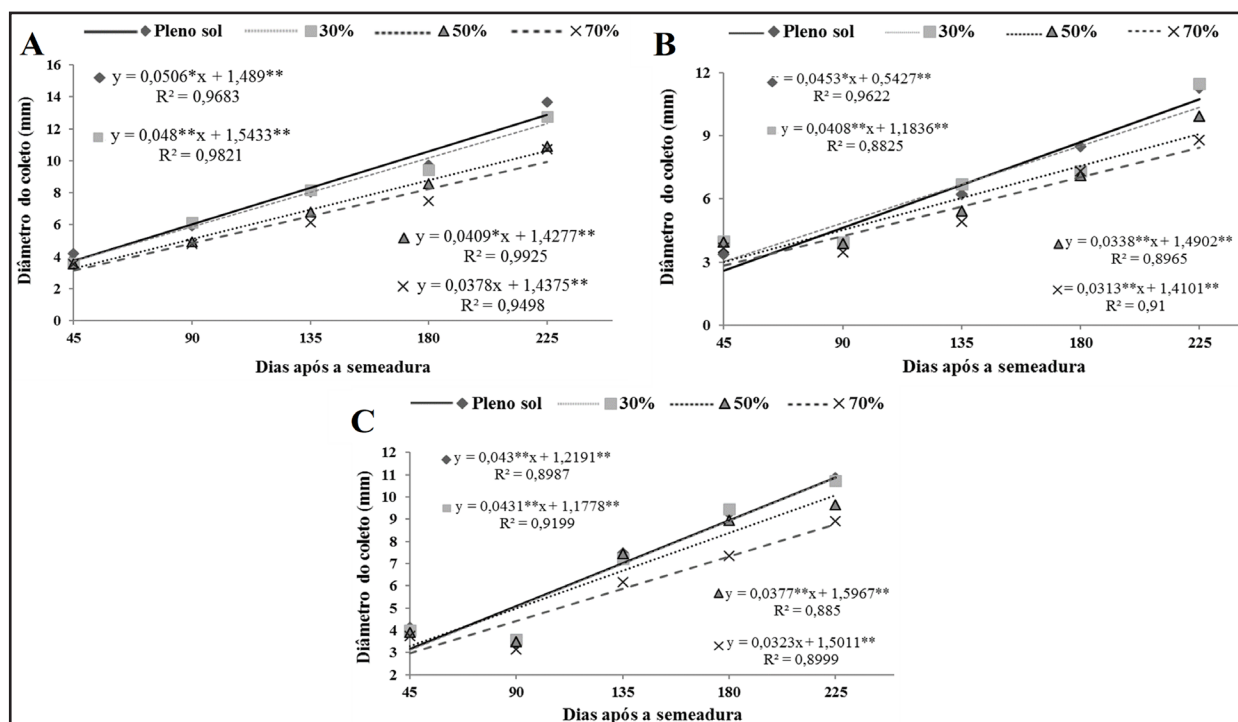 A
Pleno sol 30% 50% 70%
Diâmetro do coleto (mm)
16
14
12
10
8
6
4
2
0
y = 0,0506*x + 1,489**
R² = 0,9683
y = 0,048**x + 1,5433**
R² = 0,9821
y = 0,0409*x + 1,4277**
R² = 0,9925
y = 0,0378x + 1,4375**
R² = 0,9498
45 90 135 180 225
Dias após a semeadura
B
Pleno sol 30% 50% 70%
Diâmetro do coleto (mm)
12
9
6
3
0
y = 0,0453*x + 0,5427**
R² = 0,9622
y = 0,0408**x + 1,1836**
R² = 0,8825
y = 0,0338**x + 1,4902**
R² = 0,8965
= 0,0313**x + 1,4101**
R² = 0,91
45 90 135 180 225
Dias após a semeadura
C
Pleno sol 30% 50% 70%
Diâmetro do coleto (mm)
12
11
10
9
8
7
6
5
4
3
2
y = 0,043**x + 1,2191**
R² = 0,8987
y = 0,0431**x + 1,1778**
R² = 0,9199
y = 0,0377**x + 1,5967**
R² = 0,885
y = 0,0323x + 1,5011**
R² = 0,8999
45 90 135 180 225
Dias após a semeadura